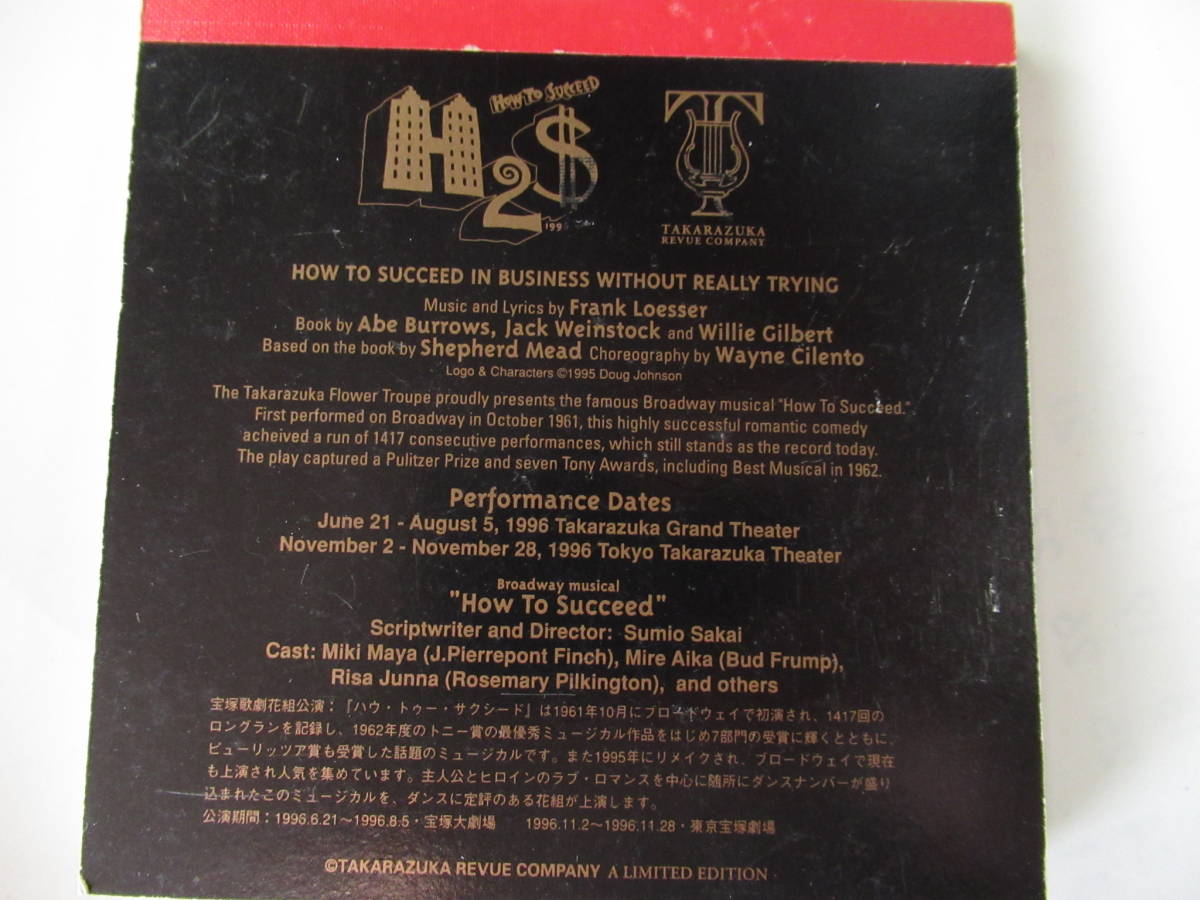 HOW TO SUCCEED
H2$
199
T
TAKARAZUKA
REVUE COMPANY
HOW TO SUCCEED IN BUSINESS WITHOUT REALLY TRYING
Music and Lyrics by Frank Loesser
Book by Abe Burrows, Jack Weinstock and Willie Gilbert
Based on the book by Shepherd Mead Choreography by Wayne Cilento
Logo & Characters ©1995 Doug Johnson
The Takarazuka Flower Troupe proudly presents the famous Broadway musical "How To Succeed."
First performed on Broadway in October 1961, this highly successful romantic comedy
acheived a run of 1417 consecutive performances, which still stands as the record today.
The play captured a Pulitzer Prize and seven Tony Awards, including Best Musical in 1962.
Performance Dates
June 21 - August 5, 1996 Takarazuka Grand Theater
November 2 - November 28, 1996 Tokyo Takarazuka Theater
Broadway musical
"How To Succeed"
Scriptwriter and Director: Sumio Sakai
Cast: Miki Maya (J.Pierrepont Finch), Mire Aika (Bud Frump),
Risa Junna (Rosemary Pilkington), and others
宝塚歌劇花組公演：『ハウ・トゥー・サクシード』は1961年10月にブロードウェイで初演され、1417回の
ロングランを記録し、1962年度のトニー賞の最優秀ミュージカル作品をはじめ7部門の受賞に輝くとともに、
ピューリッツア賞も受賞した話題のミュージカルです。また1995年にリメイクされ、ブロードウェイで現在
も上演され人気を集めています。主人公とヒロインのラブ・ロマンスを中心に随所にダンスナンバーが盛り
込まれたこのミュージカルを、ダンスに定評のある花組が上演します。
公演期間：1996.6.21～1996.8.5・宝塚大劇場　1996.11.2～1996.11.28・東京宝塚劇場
©TAKARAZUKA REVUE COMPANY A LIMITED EDITION